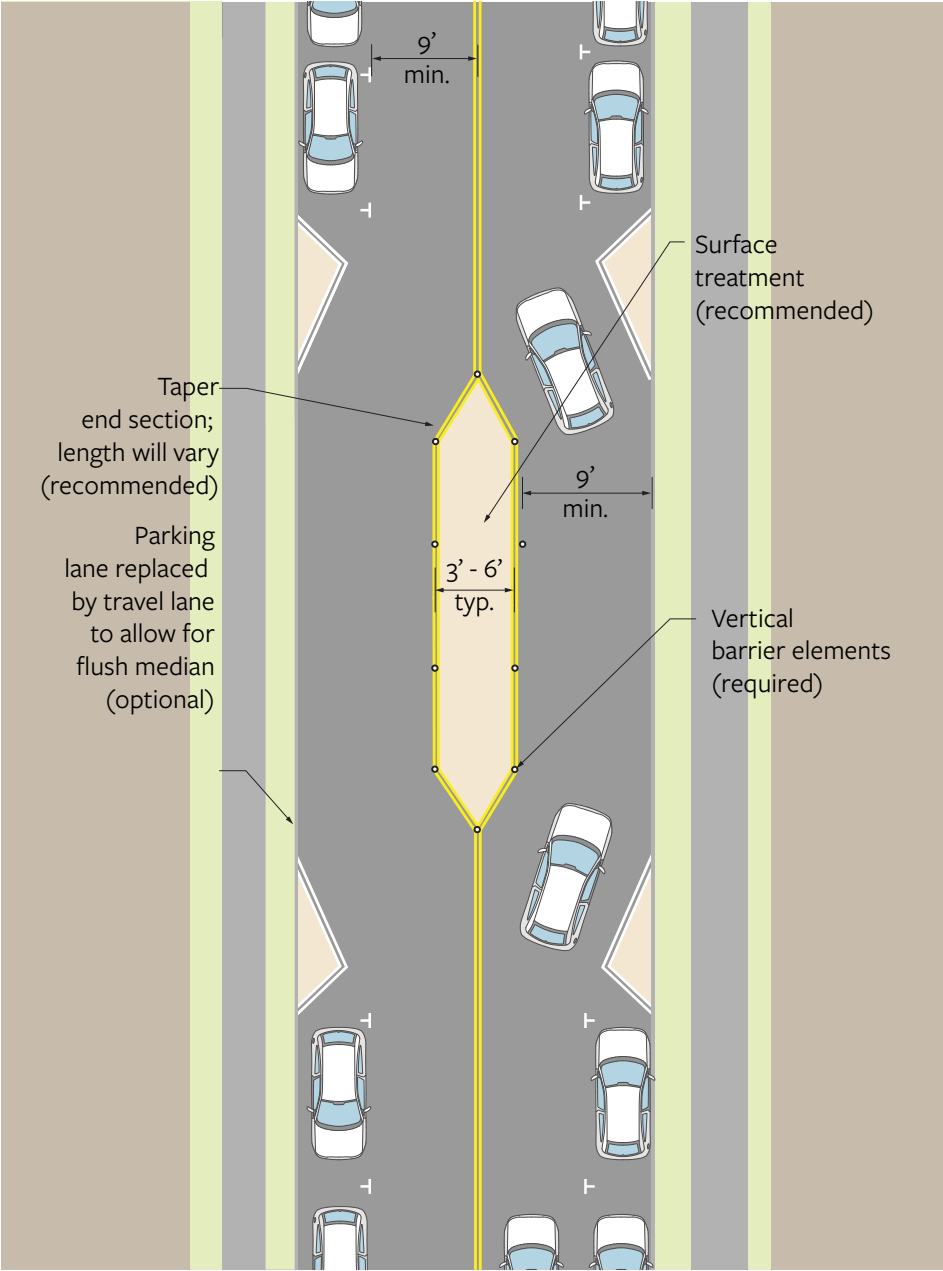 9’
min.
Surface
treatment
(recommended)
Taper
end section;
length will vary
(recommended)
9’
min.
Parking
lane replaced
by travel lane
to allow for
flush median
(optional)
3’ - 6’
typ.
Vertical
barrier elements
(required)